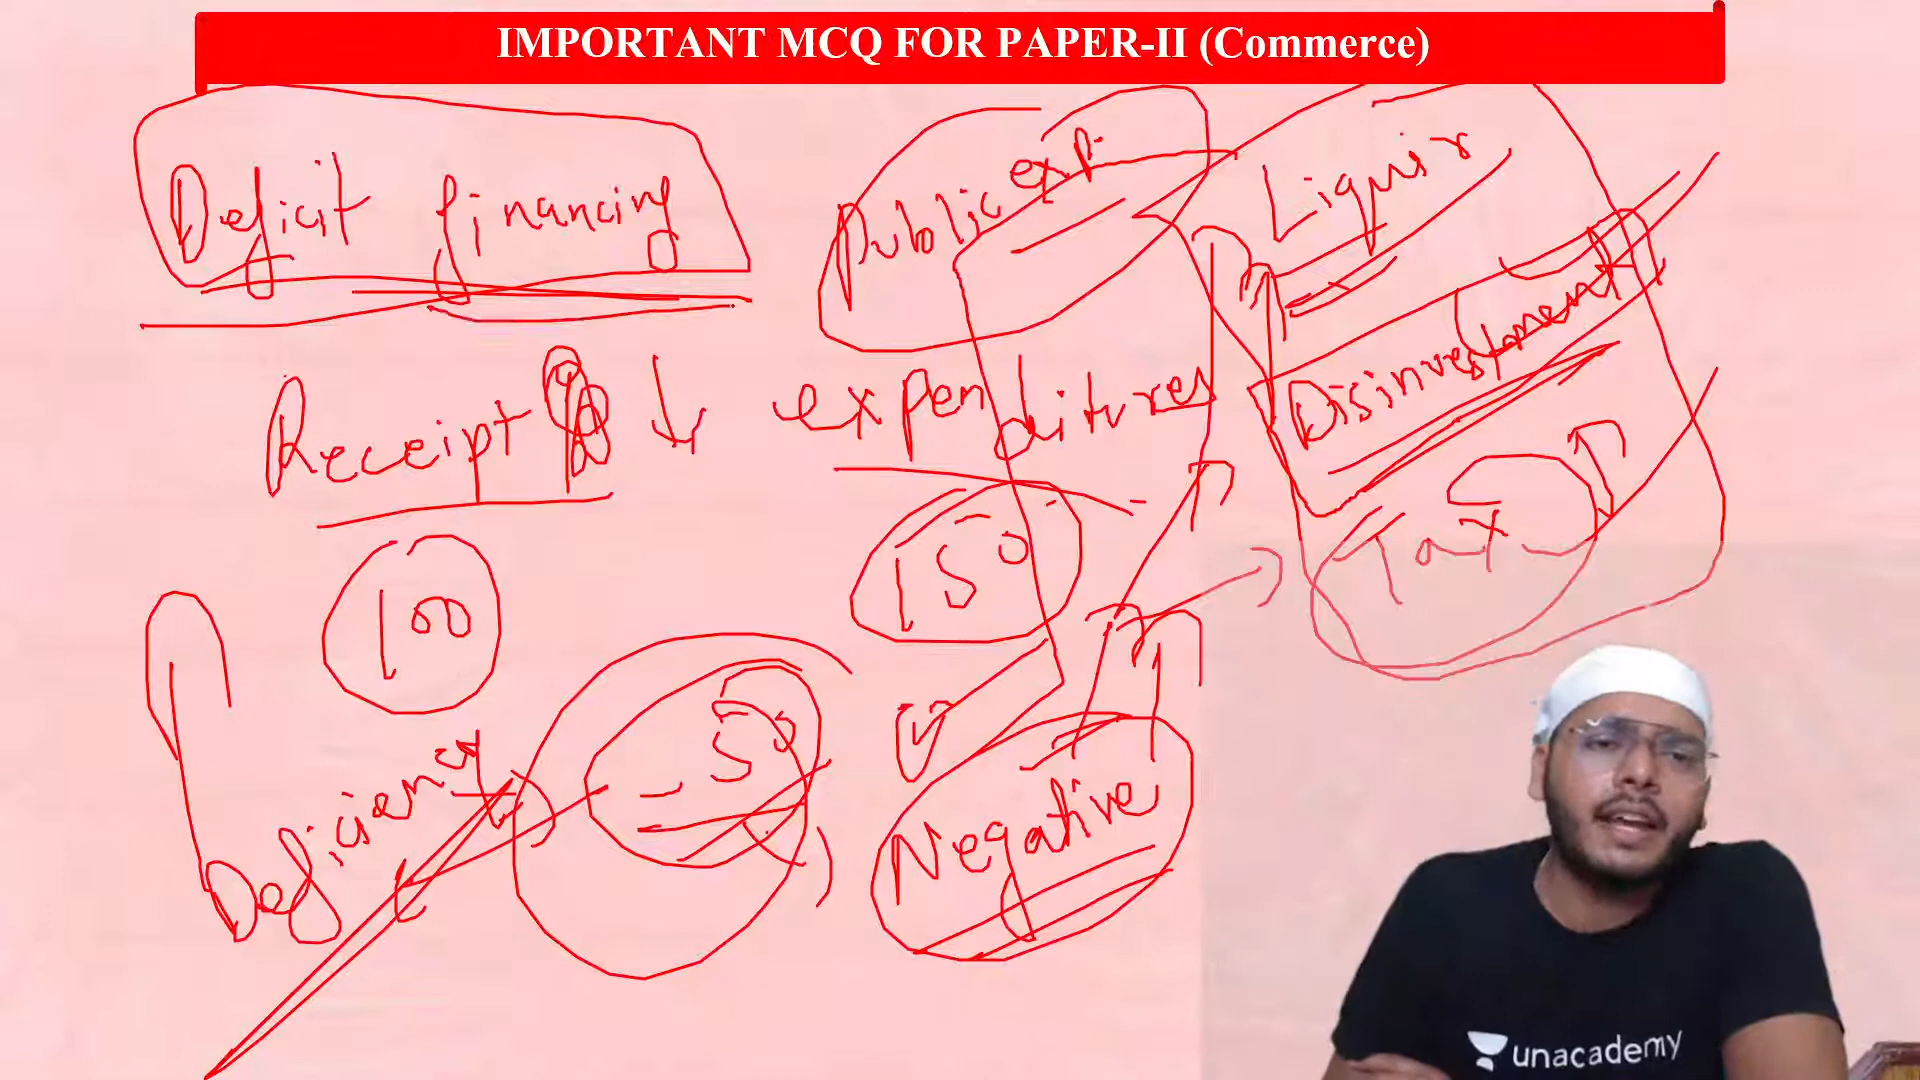 IMPORTANT MCQ FOR PAPER-II (Commerce)
Deficit financing
Public exp.
Disinvestment
Receipt expenditures
Tax
100
150
Deficiency
- 50
Negative
unacademy